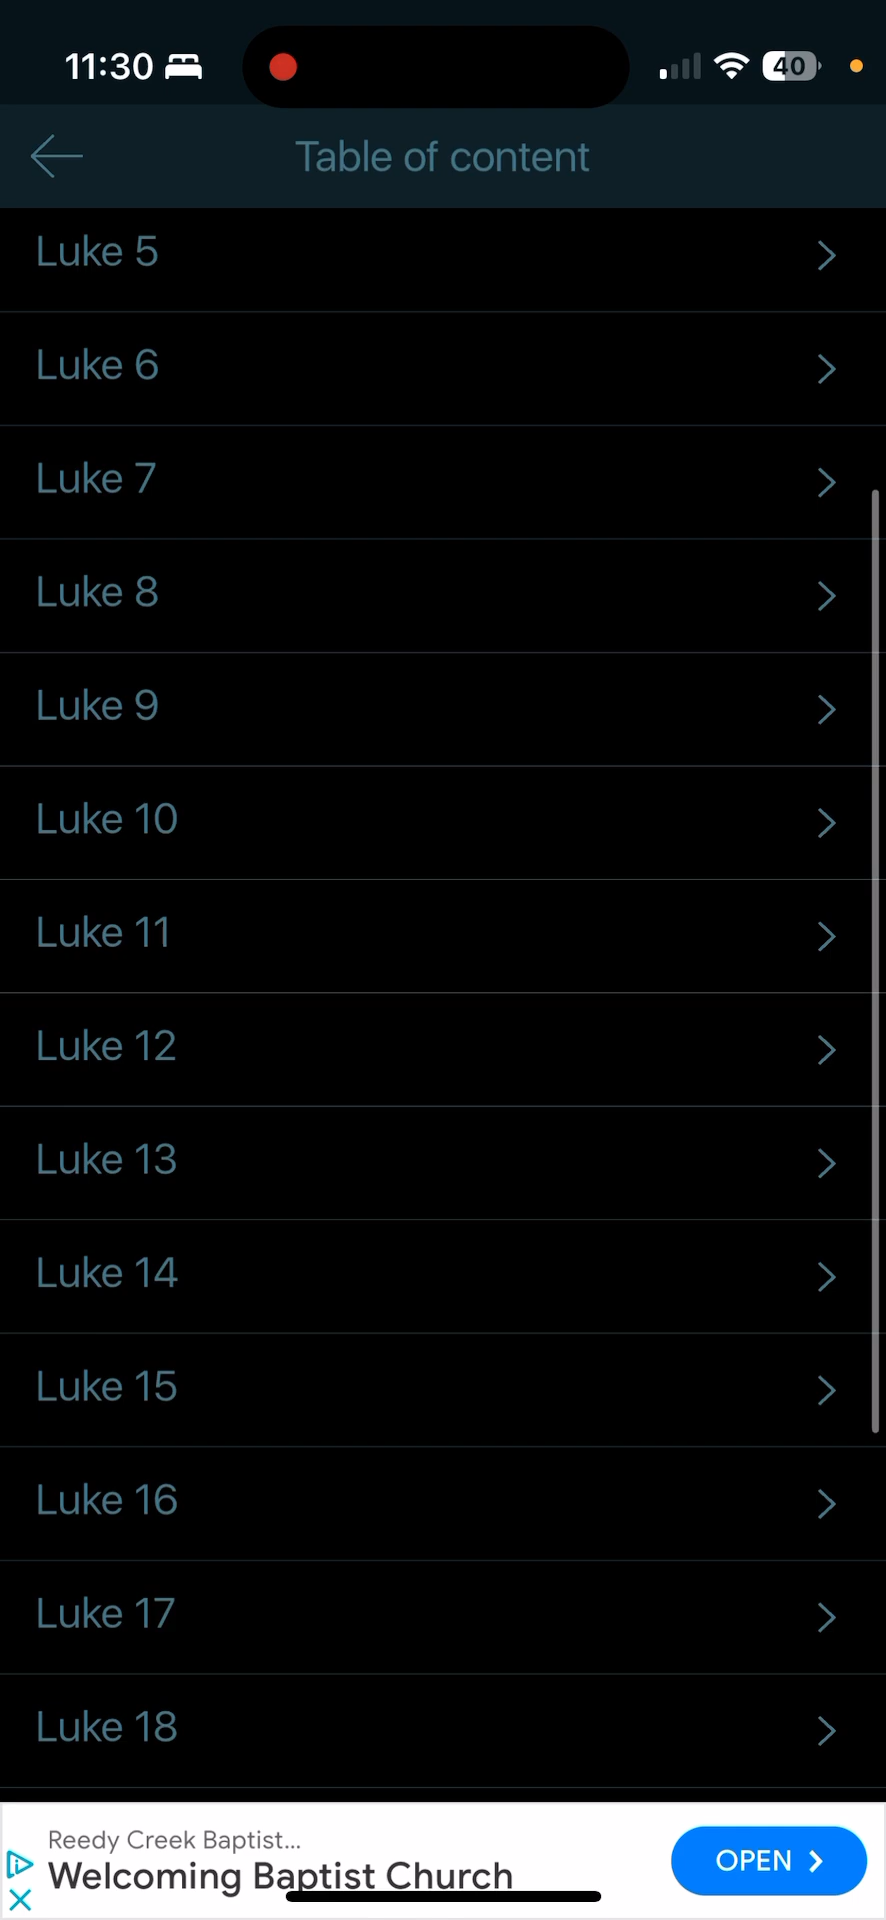 11:30
40
Table of content
Luke 5
Luke 6
Luke 7
Luke 8
Luke 9
Luke 10
Luke 11
Luke 12
Luke 13
Luke 14
Luke 15
Luke 16
Luke 17
Luke 18
Reedy Creek Baptist...
Welcoming Baptist Church
OPEN